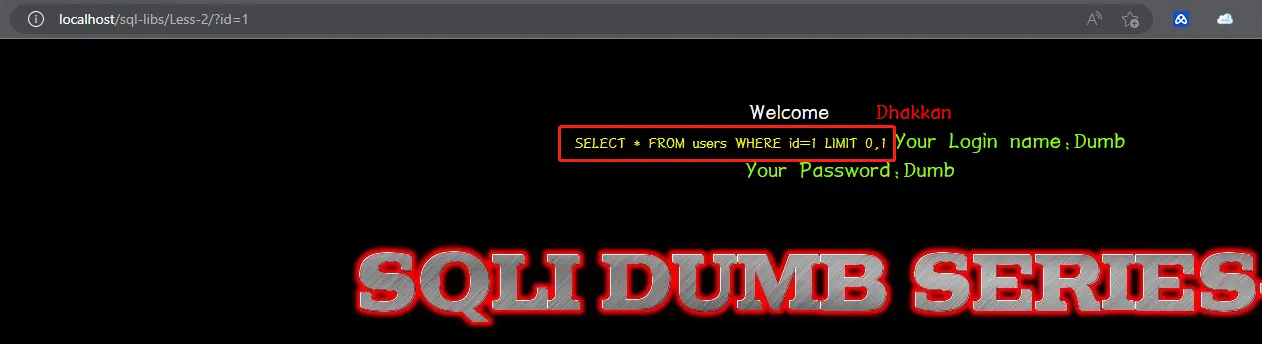 localhost/sql-libs/Less-2/?id=1
Welcome Dhakkan
SELECT * FROM users WHERE id=1 LIMIT 0,1 Your Login name:Dumb
Your Password:Dumb
SQLI DUMB SERIES-